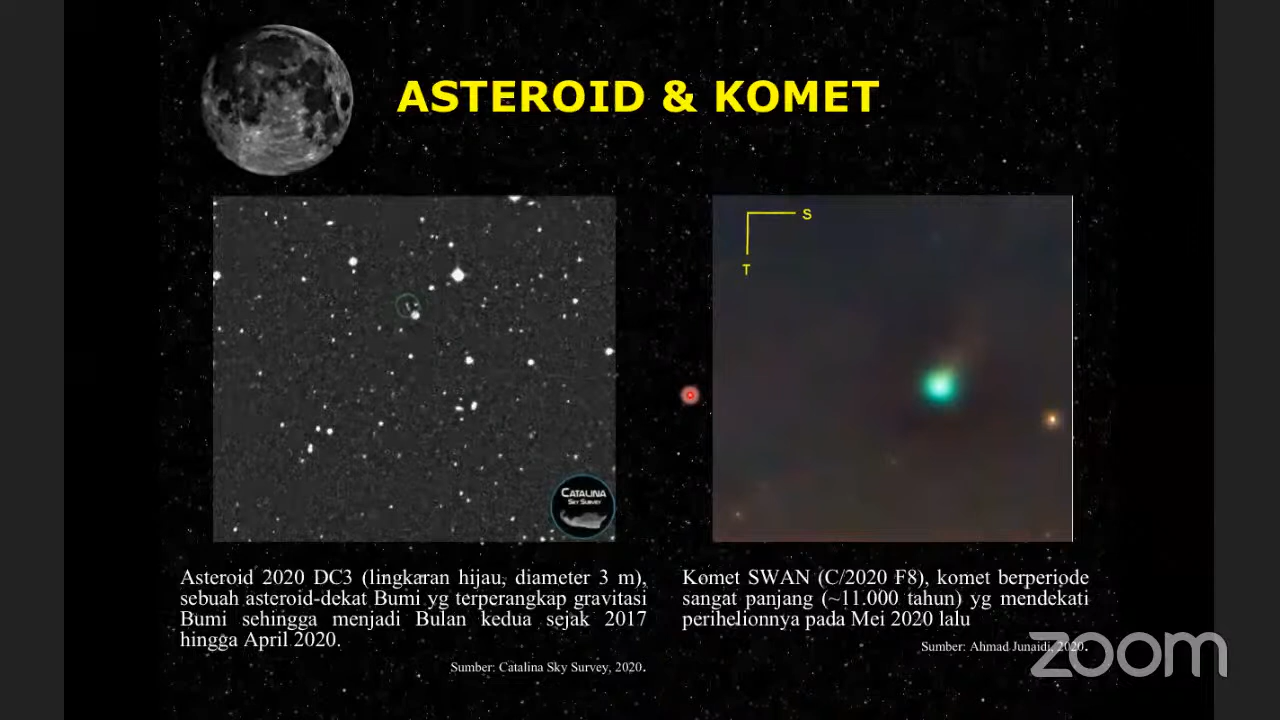 ASTEROID & KOMET
S
T
CATALINA
SKY SURVEY
Asteroid 2020 DC3 (lingkaran hijau, diameter 3 m),
sebuah asteroid-dekat Bumi yg terperangkap gravitasi
Bumi sehingga menjadi Bulan kedua sejak 2017
hingga April 2020.
Sumber: Catalina Sky Survey, 2020.
Komet SWAN (C/2020 F8), komet berperiode
sangat panjang (~11.000 tahun) yg mendekati
perihelionnya pada Mei 2020 lalu
Sumber: Ahmad Junaidi, 2020.
zoom